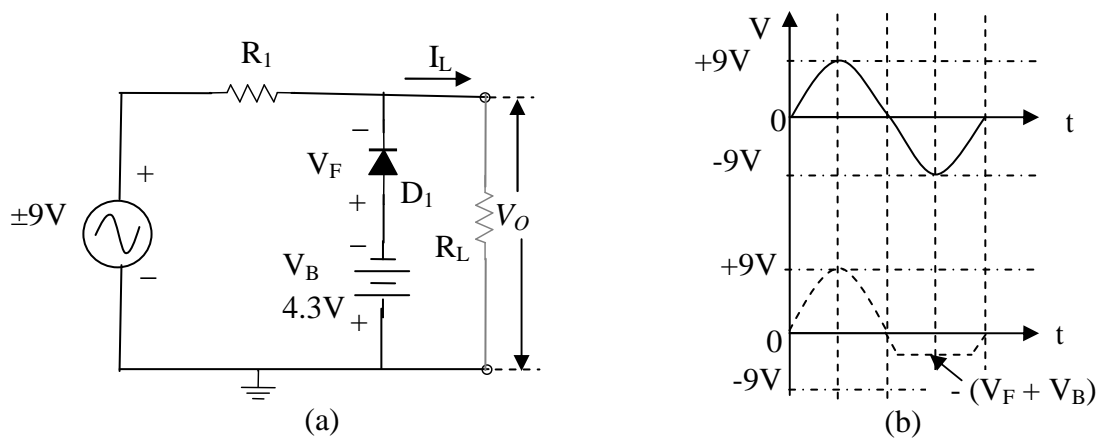 R1
IL
+
±9V
−
−
VF
+
D1
−
VB
4.3V
+
RL
VO
(a)
V
+9V
0
t
-9V
+9V
0
t
-9V
- (VF + VB)
(b)